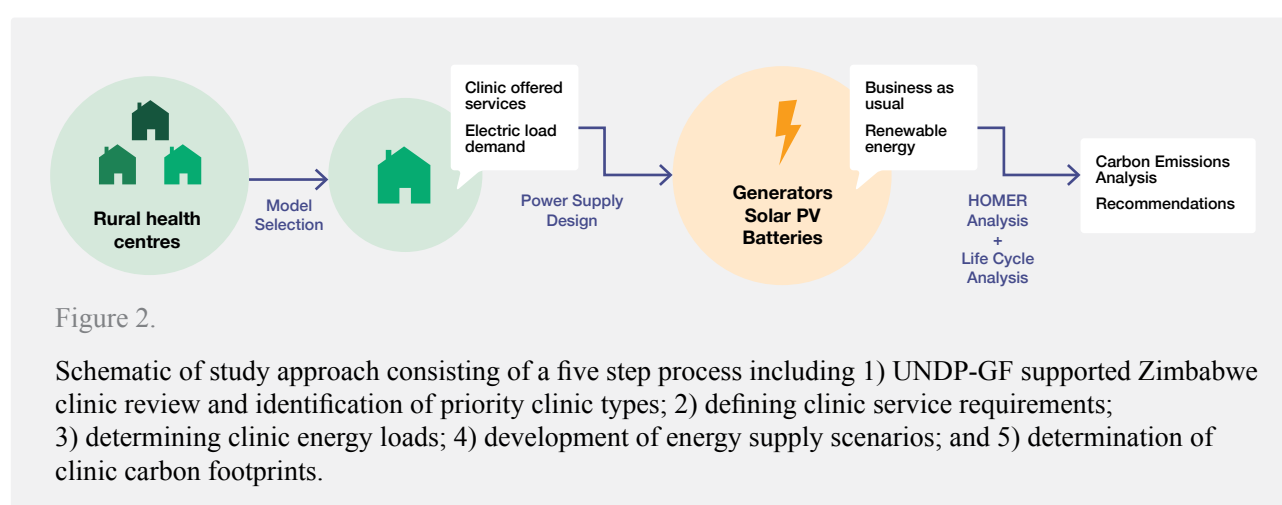 Rural health
centres
Model
Selection
Clinic offered
services
Electric load
demand
Power Supply
Design
Generators
Solar PV
Batteries
Business as
usual
Renewable
energy
HOMER
Analysis
+
Life Cycle
Analysis
Carbon Emissions
Analysis
Recommendations
Figure 2.
Schematic of study approach consisting of a five step process including 1) UNDP-GF supported Zimbabwe
clinic review and identification of priority clinic types; 2) defining clinic service requirements;
3) determining clinic energy loads; 4) development of energy supply scenarios; and 5) determination of
clinic carbon footprints.